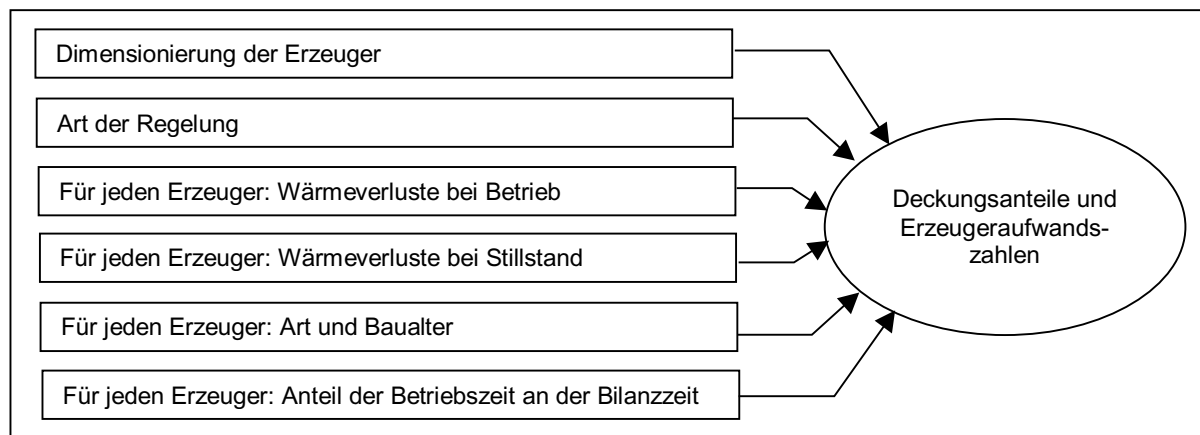 Dimensionierung der Erzeuger
Art der Regelung
Für jeden Erzeuger: Wärmeverluste bei Betrieb
Für jeden Erzeuger: Wärmeverluste bei Stillstand
Für jeden Erzeuger: Art und Baualter
Für jeden Erzeuger: Anteil der Betriebszeit an der Bilanzzeit
Deckungsanteile und
Erzeugeraufwands-
zahlen